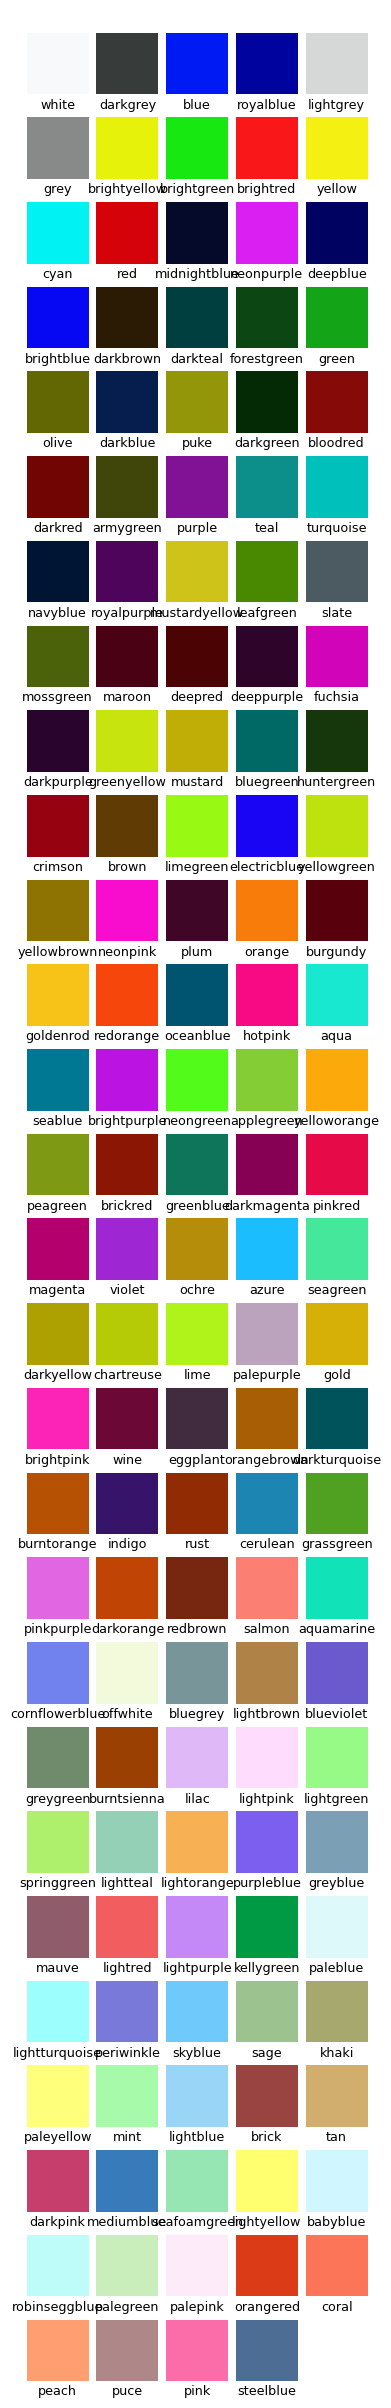 white darkgrey blue royalblue lightgrey
grey brightyellow brightgreen brightred yellow
cyan red midnightblue neonpurple deepblue
brightblue darkbrown darkteal forestgreen green
olive darkblue puke darkgreen bloodred
darkred armygreen purple teal turquoise
navyblue royalpurple mustardyellow leafgreen slate
mossgreen maroon deepred deeppurple fuchsia
darkpurple greenyellow mustard bluegreen huntergreen
crimson brown limegreen electricblue yellowgreen
yellowbrown neonpink plum orange burgundy
goldenrod redorange oceanblue hotpink aqua
seablue brightpurple neongreen applegreen yelloworange
peagreen brickred greenblue darkmagenta pinkred
magenta violet ochre azure seagreen
darkyellow chartreuse lime palepurple gold
brightpink wine eggplant orangebrown darkturquoise
burntorange indigo rust cerulean grassgreen
pinkpurple darkorange redbrown salmon aquamarine
cornflowerblue offwhite bluegrey lightbrown blueviolet
greygreen burntsienna lilac lightpink lightgreen
springgreen lightteal lightorange purpleblue greyblue
mauve lightred lightpurple kellygreen paleblue
lightturquoise periwinkle skyblue sage khaki
paleyellow mint lightblue brick tan
darkpink mediumblue seafoamgreen lightyellow babyblue
robinseggblue palegreen palepink orangered coral
peach puce pink steelblue